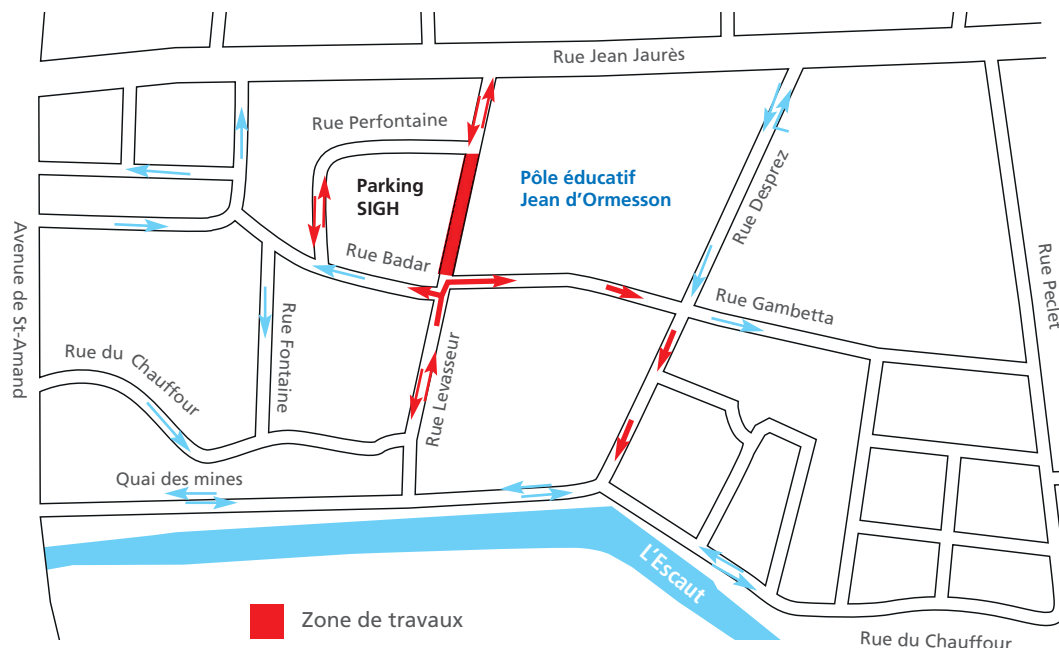 Rue Jean Jaurès
Rue Perfontaine
Parking
SIGH
Pôle éducatif
Jean d'Ormesson
Rue Desprez
Avenue de St-Amand
Rue Badar
Rue Peclet
Rue Gambetta
Rue Fontaine
Rue du Chauffour
Rue Levasseur
Quai des mines
L'Escaut
Zone de travaux
Rue du Chauffour